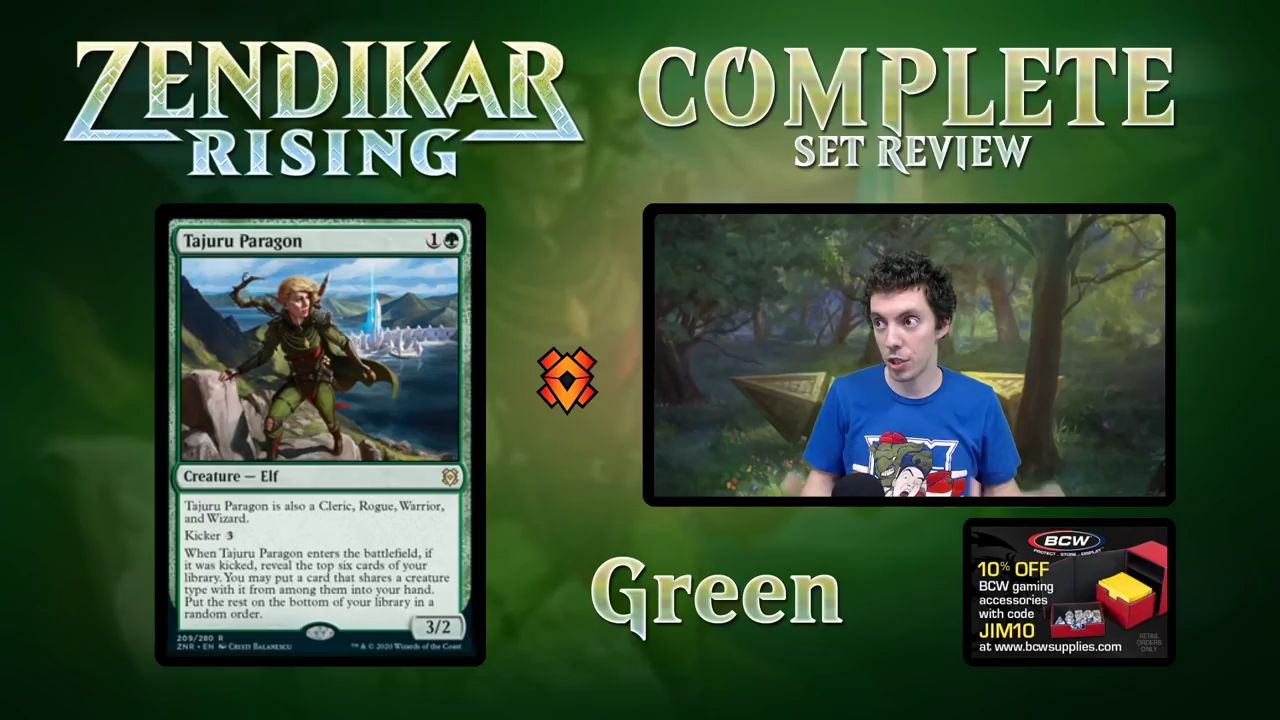 ZENDIKAR
RISING
COMPLETE
SET REVIEW
Tajuru Paragon 1
Creature — Elf
Tajuru Paragon is also a Cleric, Rogue, Warrior,
and Wizard.
Kicker 3
When Tajuru Paragon enters the battlefield, if
it was kicked, reveal the top six cards of your
library. You may put a card that shares a creature
type with it from among them into your hand.
Put the rest on the bottom of your library in a
random order.
3/2
209/280 R
ZNR • EN Cristi Balanescu
™ & © 2020 Wizards of the Coast
Green
BCW
PROTECT . STORE . DISPLAY
10% OFF
BCW gaming
accessories
with code
JIM10
at www.bcwsupplies.com
RETAIL
ORDERS
ONLY